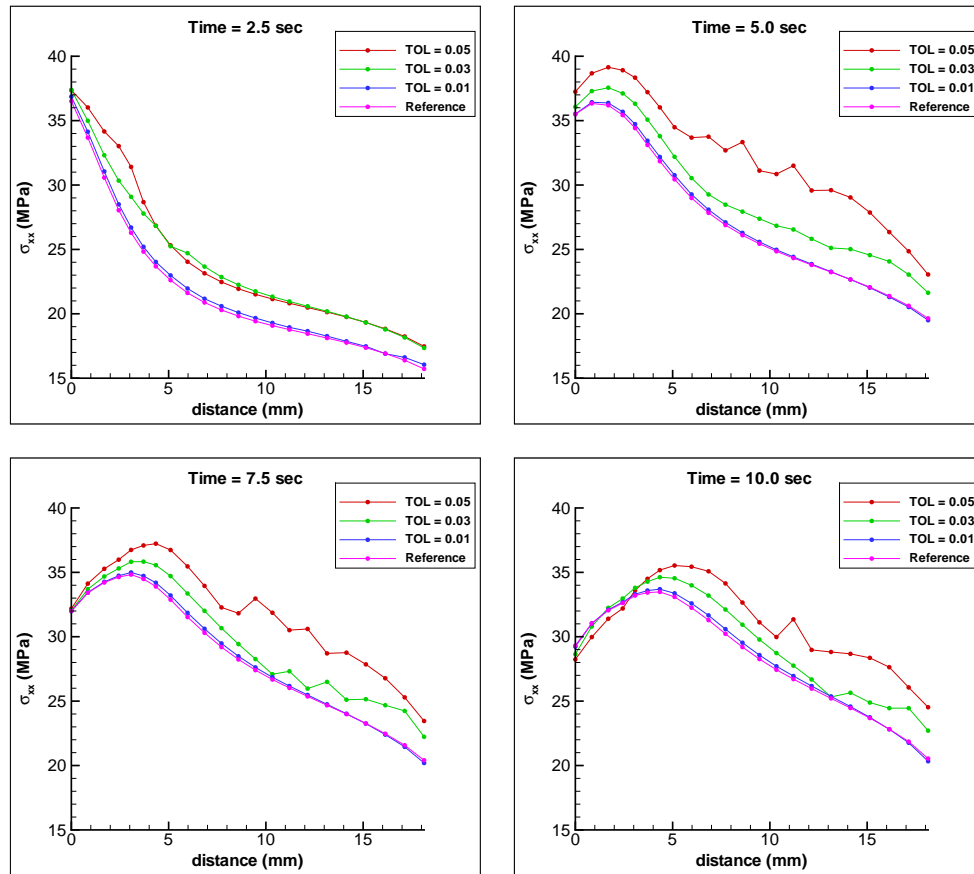 Time = 2.5 sec
TOL = 0.05
TOL = 0.03
TOL = 0.01
Reference
40
35
30
25
20
15
σxx (MPa)
0 5 10 15
distance (mm)
Time = 5.0 sec
TOL = 0.05
TOL = 0.03
TOL = 0.01
Reference
40
35
30
25
20
15
σxx (MPa)
0 5 10 15
distance (mm)
Time = 7.5 sec
TOL = 0.05
TOL = 0.03
TOL = 0.01
Reference
40
35
30
25
20
15
σxx (MPa)
0 5 10 15
distance (mm)
Time = 10.0 sec
TOL = 0.05
TOL = 0.03
TOL = 0.01
Reference
40
35
30
25
20
15
σxx (MPa)
0 5 10 15
distance (mm)